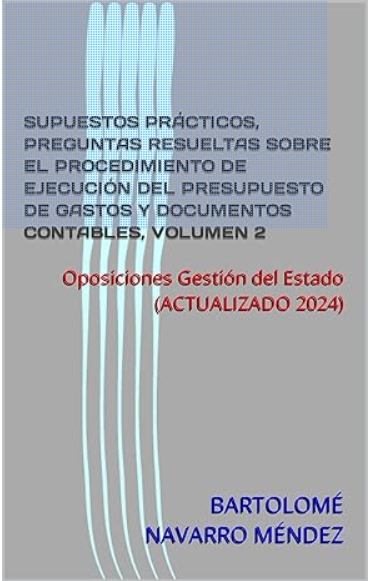 SUPUESTOS PRÁCTICOS,
PREGUNTAS RESUELTAS SOBRE
EL PROCEDIMIENTO DE
EJECUCIÓN DEL PRESUPUESTO
DE GASTOS Y DOCUMENTOS
CONTABLES, VOLUMEN 2
Oposiciones Gestión del Estado
(ACTUALIZADO 2024)
BARTOLOMÉ
NAVARRO MÉNDEZ